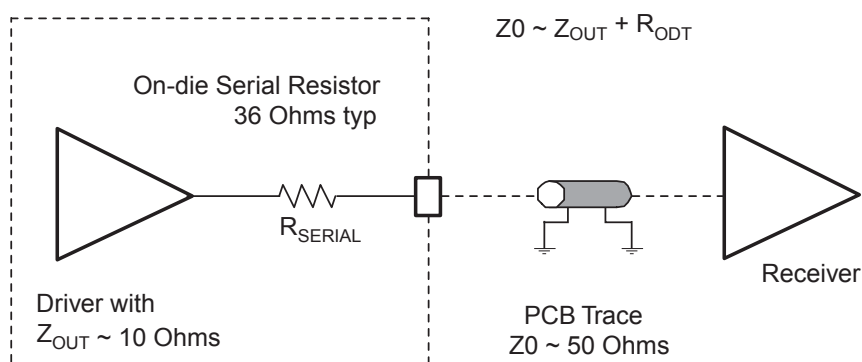 Z0 ~ ZOUT + RODT
On-die Serial Resistor
36 Ohms typ
RSERIAL
Receiver
Driver with
ZOUT ~ 10 Ohms
PCB Trace
Z0 ~ 50 Ohms